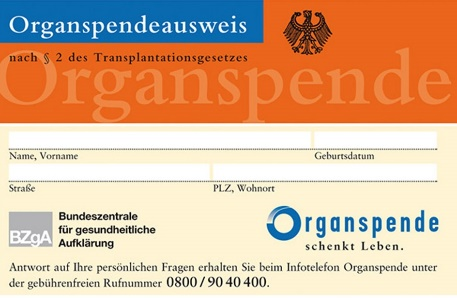 Organspendeausweis
nach § 2 des Transplantationsgesetzes
Organspende
Name, Vorname Geburtsdatum
Straße PLZ, Wohnort
BZgA
Bundeszentrale
für gesundheitliche
Aufklärung
Organspende
schenkt Leben.
Antwort auf Ihre persönlichen Fragen erhalten Sie beim Infotelefon Organspende unter
der gebührenfreien Rufnummer 0800 / 90 40 400.